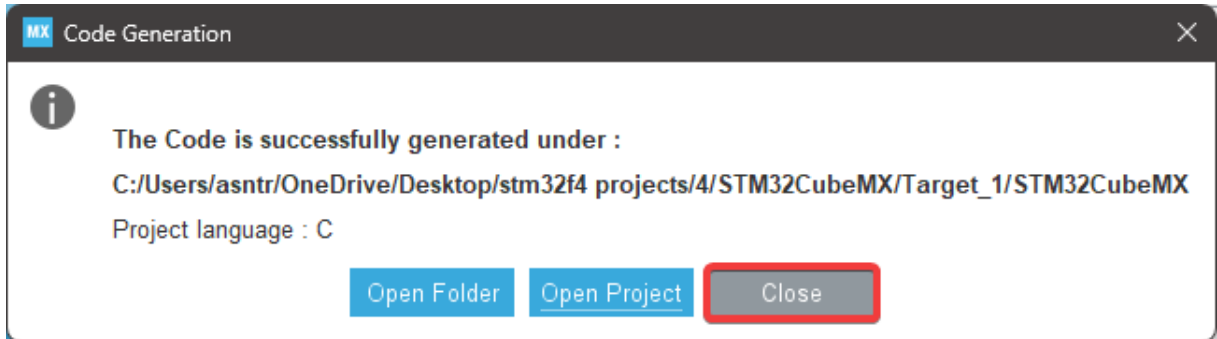 MX Code Generation
The Code is successfully generated under :
C:/Users/asntr/OneDrive/Desktop/stm32f4 projects/4/STM32CubeMX/Target_1/STM32CubeMX
Project language : C
Open Folder Open Project Close